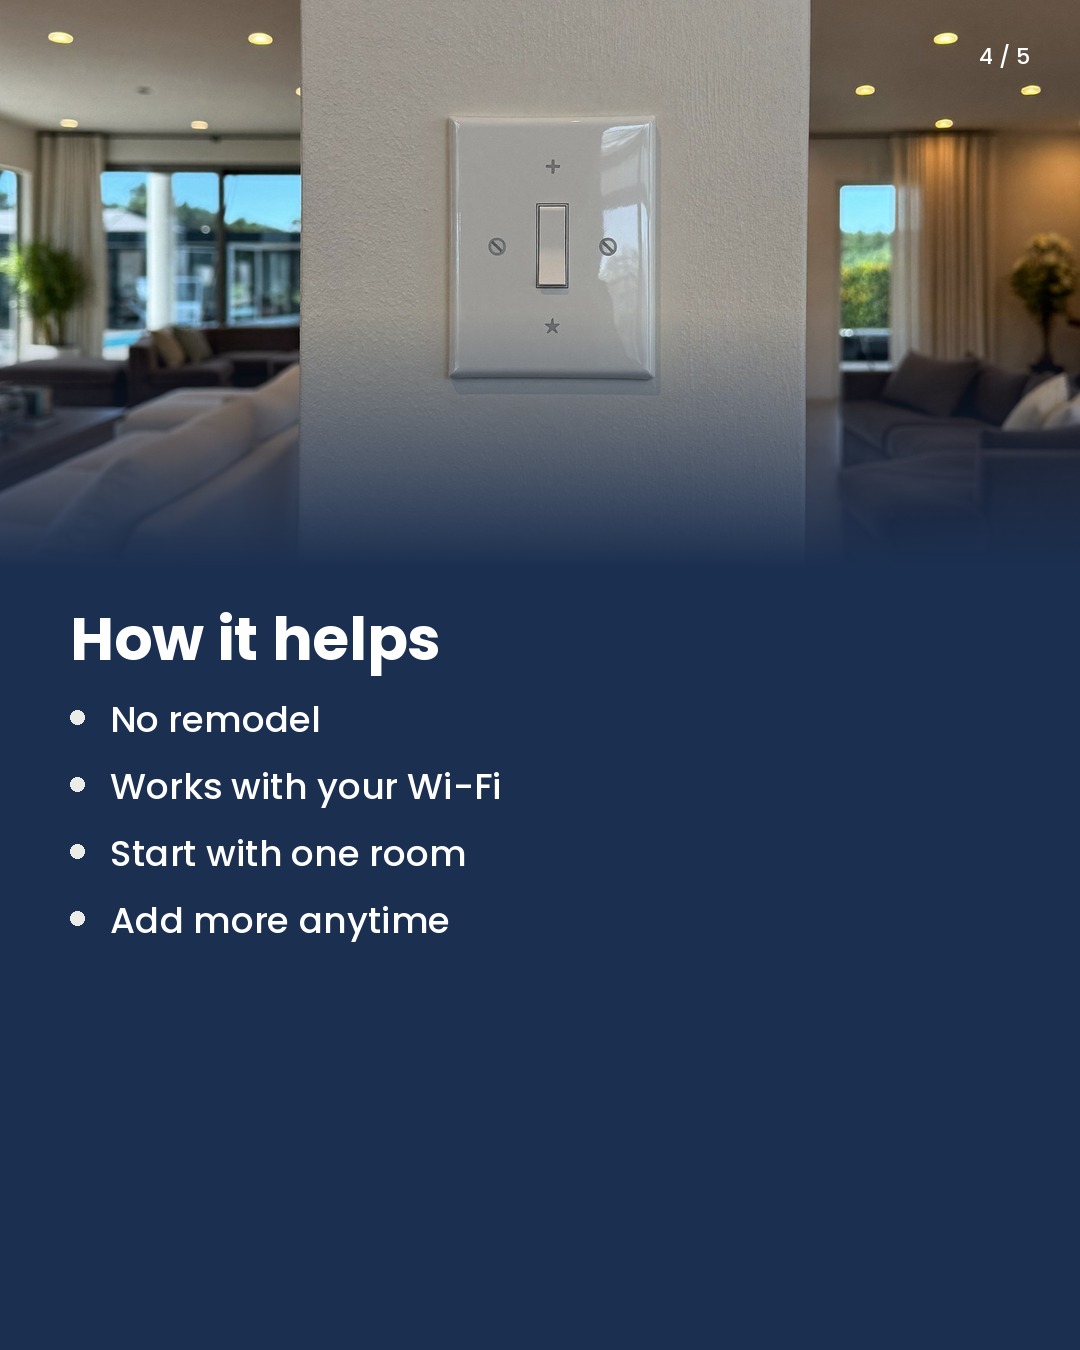 4 / 5
How it helps
No remodel
Works with your Wi-Fi
Start with one room
Add more anytime